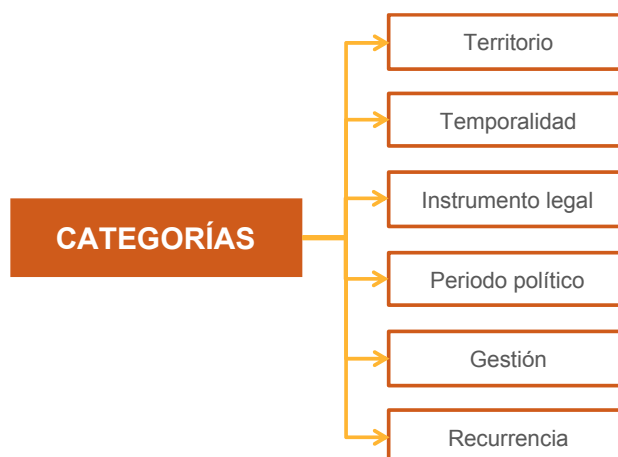 Territorio
Temporalidad
Instrumento legal
CATEGORÍAS
Periodo político
Gestión
Recurrencia